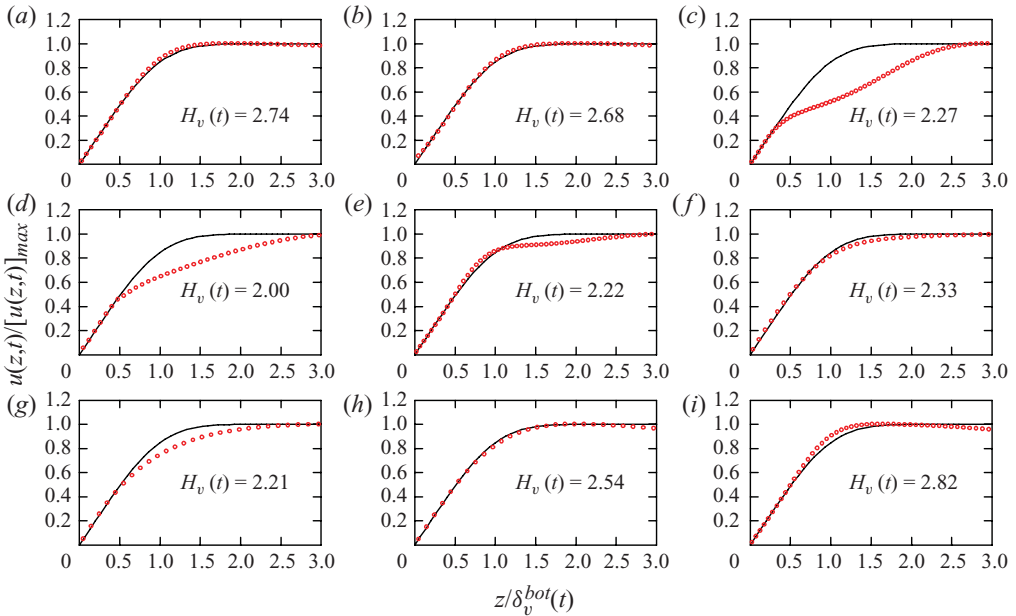 (a) (b) (c)
1.2 1.2 1.2
1.0 1.0 1.0
0.8 0.8 0.8
0.6 0.6 0.6
0.4 H_v (t) = 2.74 0.4 H_v (t) = 2.68 0.4 H_v (t) = 2.27
0.2 0.2 0.2
0 0.5 1.0 1.5 2.0 2.5 3.0 0 0.5 1.0 1.5 2.0 2.5 3.0 0 0.5 1.0 1.5 2.0 2.5 3.0
(d) (e) (f)
1.2 1.2 1.2
1.0 1.0 1.0
0.8 0.8 0.8
0.6 0.6 0.6
0.4 H_v (t) = 2.00 0.4 H_v (t) = 2.22 0.4 H_v (t) = 2.33
0.2 0.2 0.2
0 0.5 1.0 1.5 2.0 2.5 3.0 0 0.5 1.0 1.5 2.0 2.5 3.0 0 0.5 1.0 1.5 2.0 2.5 3.0
u(z,t)/[u(z,t)]_max
(g) (h) (i)
1.2 1.2 1.2
1.0 1.0 1.0
0.8 0.8 0.8
0.6 0.6 0.6
0.4 H_v (t) = 2.21 0.4 H_v (t) = 2.54 0.4 H_v (t) = 2.82
0.2 0.2 0.2
0 0.5 1.0 1.5 2.0 2.5 3.0 0 0.5 1.0 1.5 2.0 2.5 3.0 0 0.5 1.0 1.5 2.0 2.5 3.0
z/δ_v^bot(t)